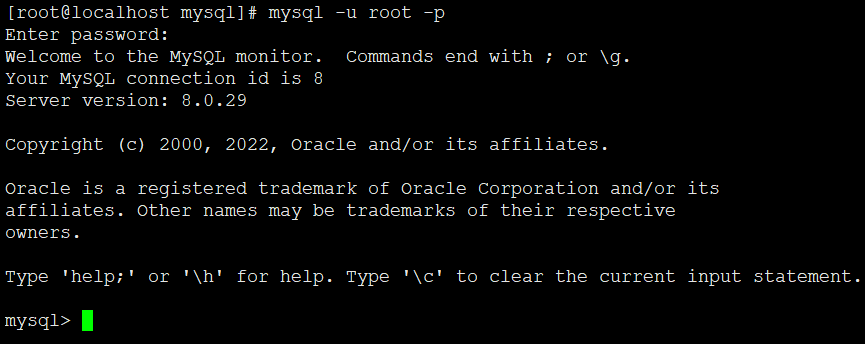 [root@localhost mysql]# mysql -u root -p
Enter password:
Welcome to the MySQL monitor.  Commands end with ; or \g.
Your MySQL connection id is 8
Server version: 8.0.29
Copyright (c) 2000, 2022, Oracle and/or its affiliates.
Oracle is a registered trademark of Oracle Corporation and/or its
affiliates. Other names may be trademarks of their respective
owners.
Type 'help;' or '\h' for help. Type '\c' to clear the current input statement.
mysql>